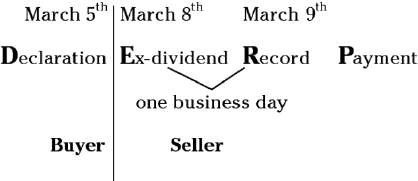 March 5th March 8th March 9th
Declaration Ex-dividend Record Payment
one business day
Buyer Seller